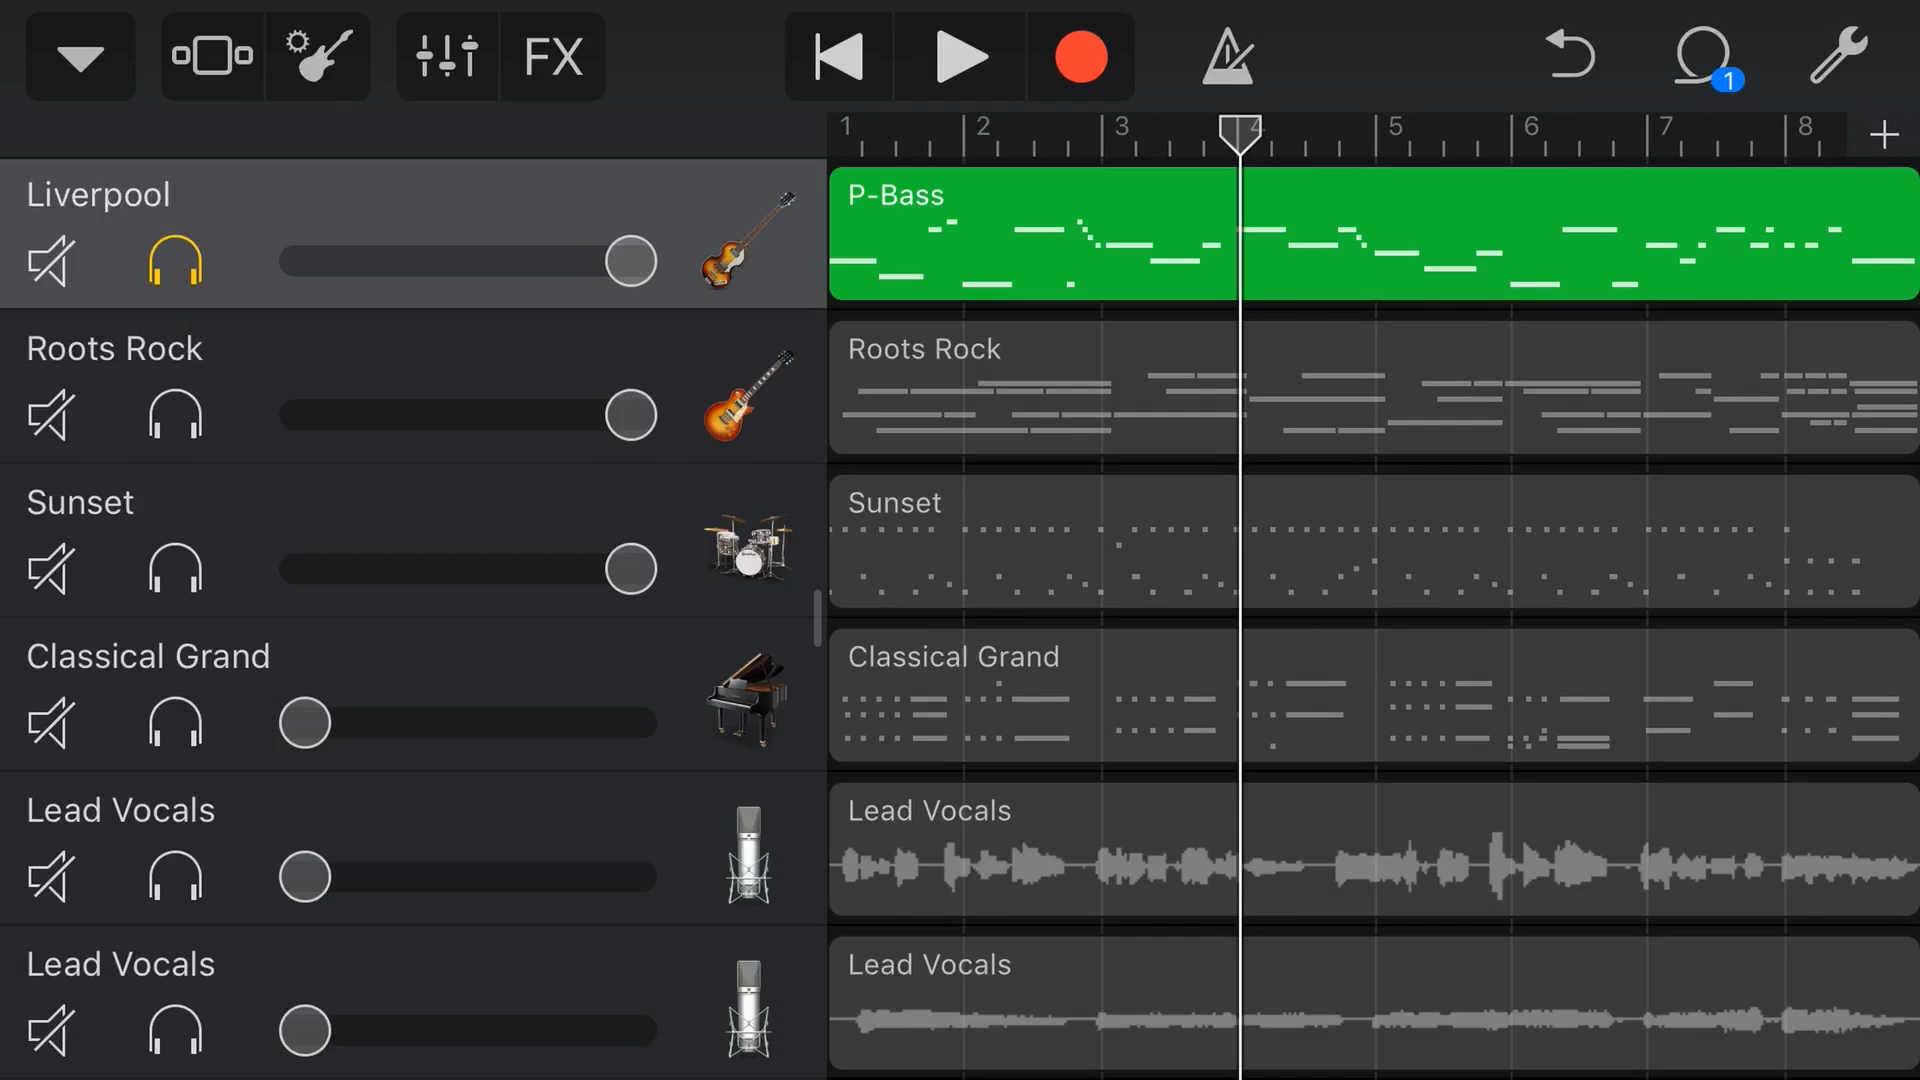 FX
1
1 2 3 4 5 6 7 8
Liverpool
P-Bass
Roots Rock
Roots Rock
Sunset
Sunset
Classical Grand
Classical Grand
Lead Vocals
Lead Vocals
Lead Vocals
Lead Vocals